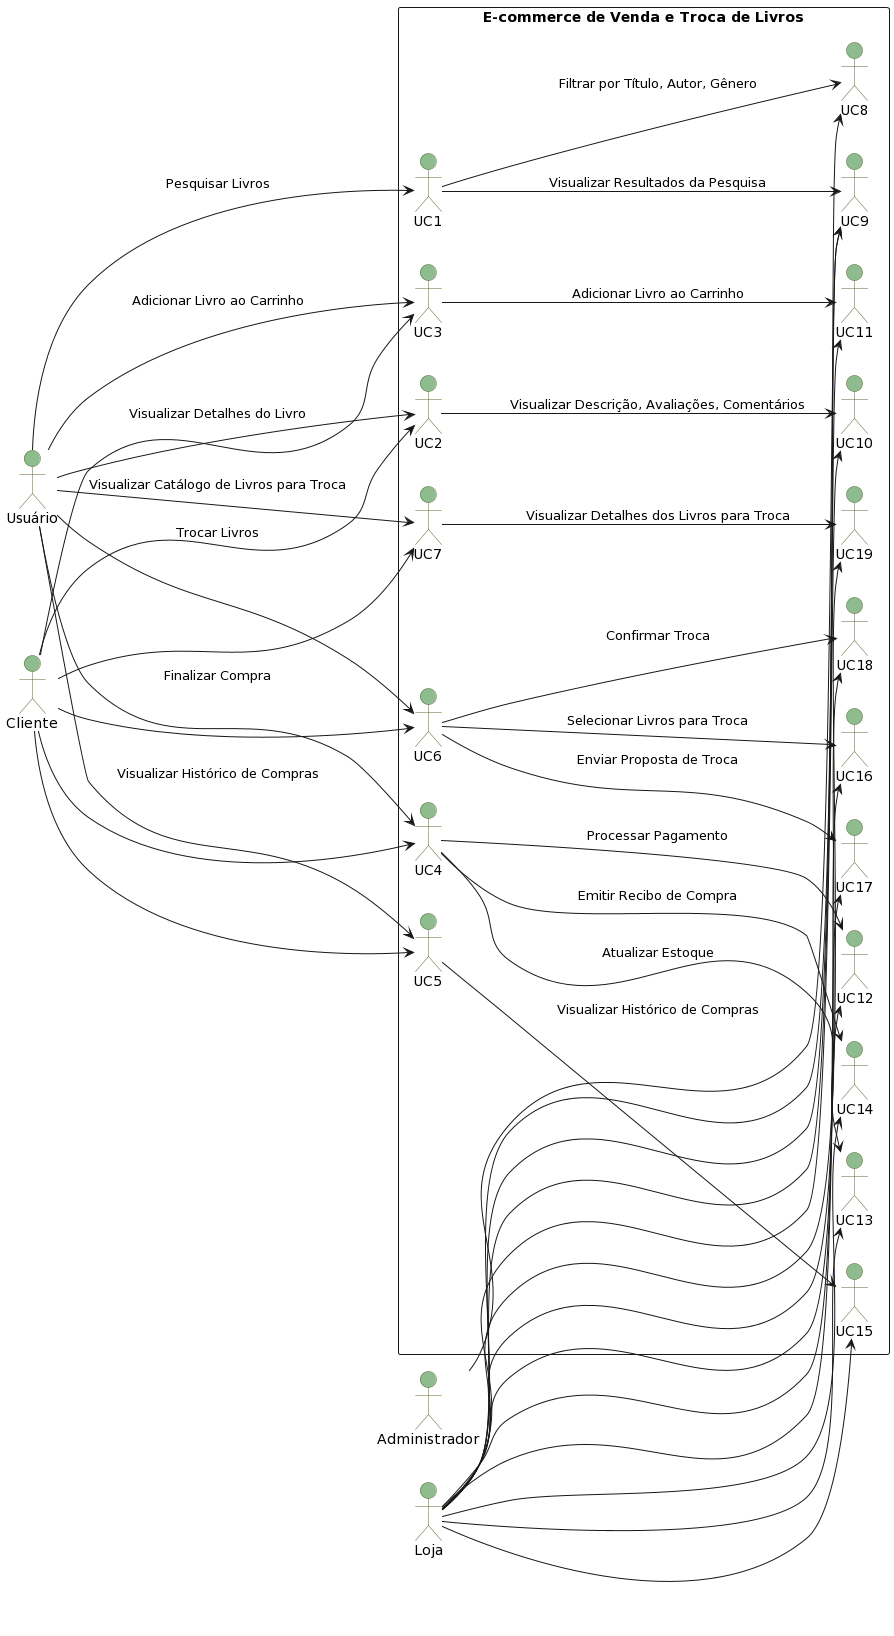 E-commerce de Venda e Troca de Livros
Filtrar por Título, Autor, Gênero
UC8
Pesquisar Livros
Visualizar Resultados da Pesquisa
UC1
UC9
Adicionar Livro ao Carrinho
Adicionar Livro ao Carrinho
UC3
UC11
Visualizar Detalhes do Livro
Visualizar Descrição, Avaliações, Comentários
UC2
UC10
Visualizar Catálogo de Livros para Troca
Usuário
Visualizar Detalhes dos Livros para Troca
Trocar Livros
UC7
UC19
Confirmar Troca
UC18
Finalizar Compra
Cliente
Selecionar Livros para Troca
UC6
Enviar Proposta de Troca
UC16
Visualizar Histórico de Compras
Processar Pagamento
UC4
UC17
Emitir Recibo de Compra
Atualizar Estoque
UC5
UC12
Visualizar Histórico de Compras
UC14
UC13
UC15
Administrador
Loja